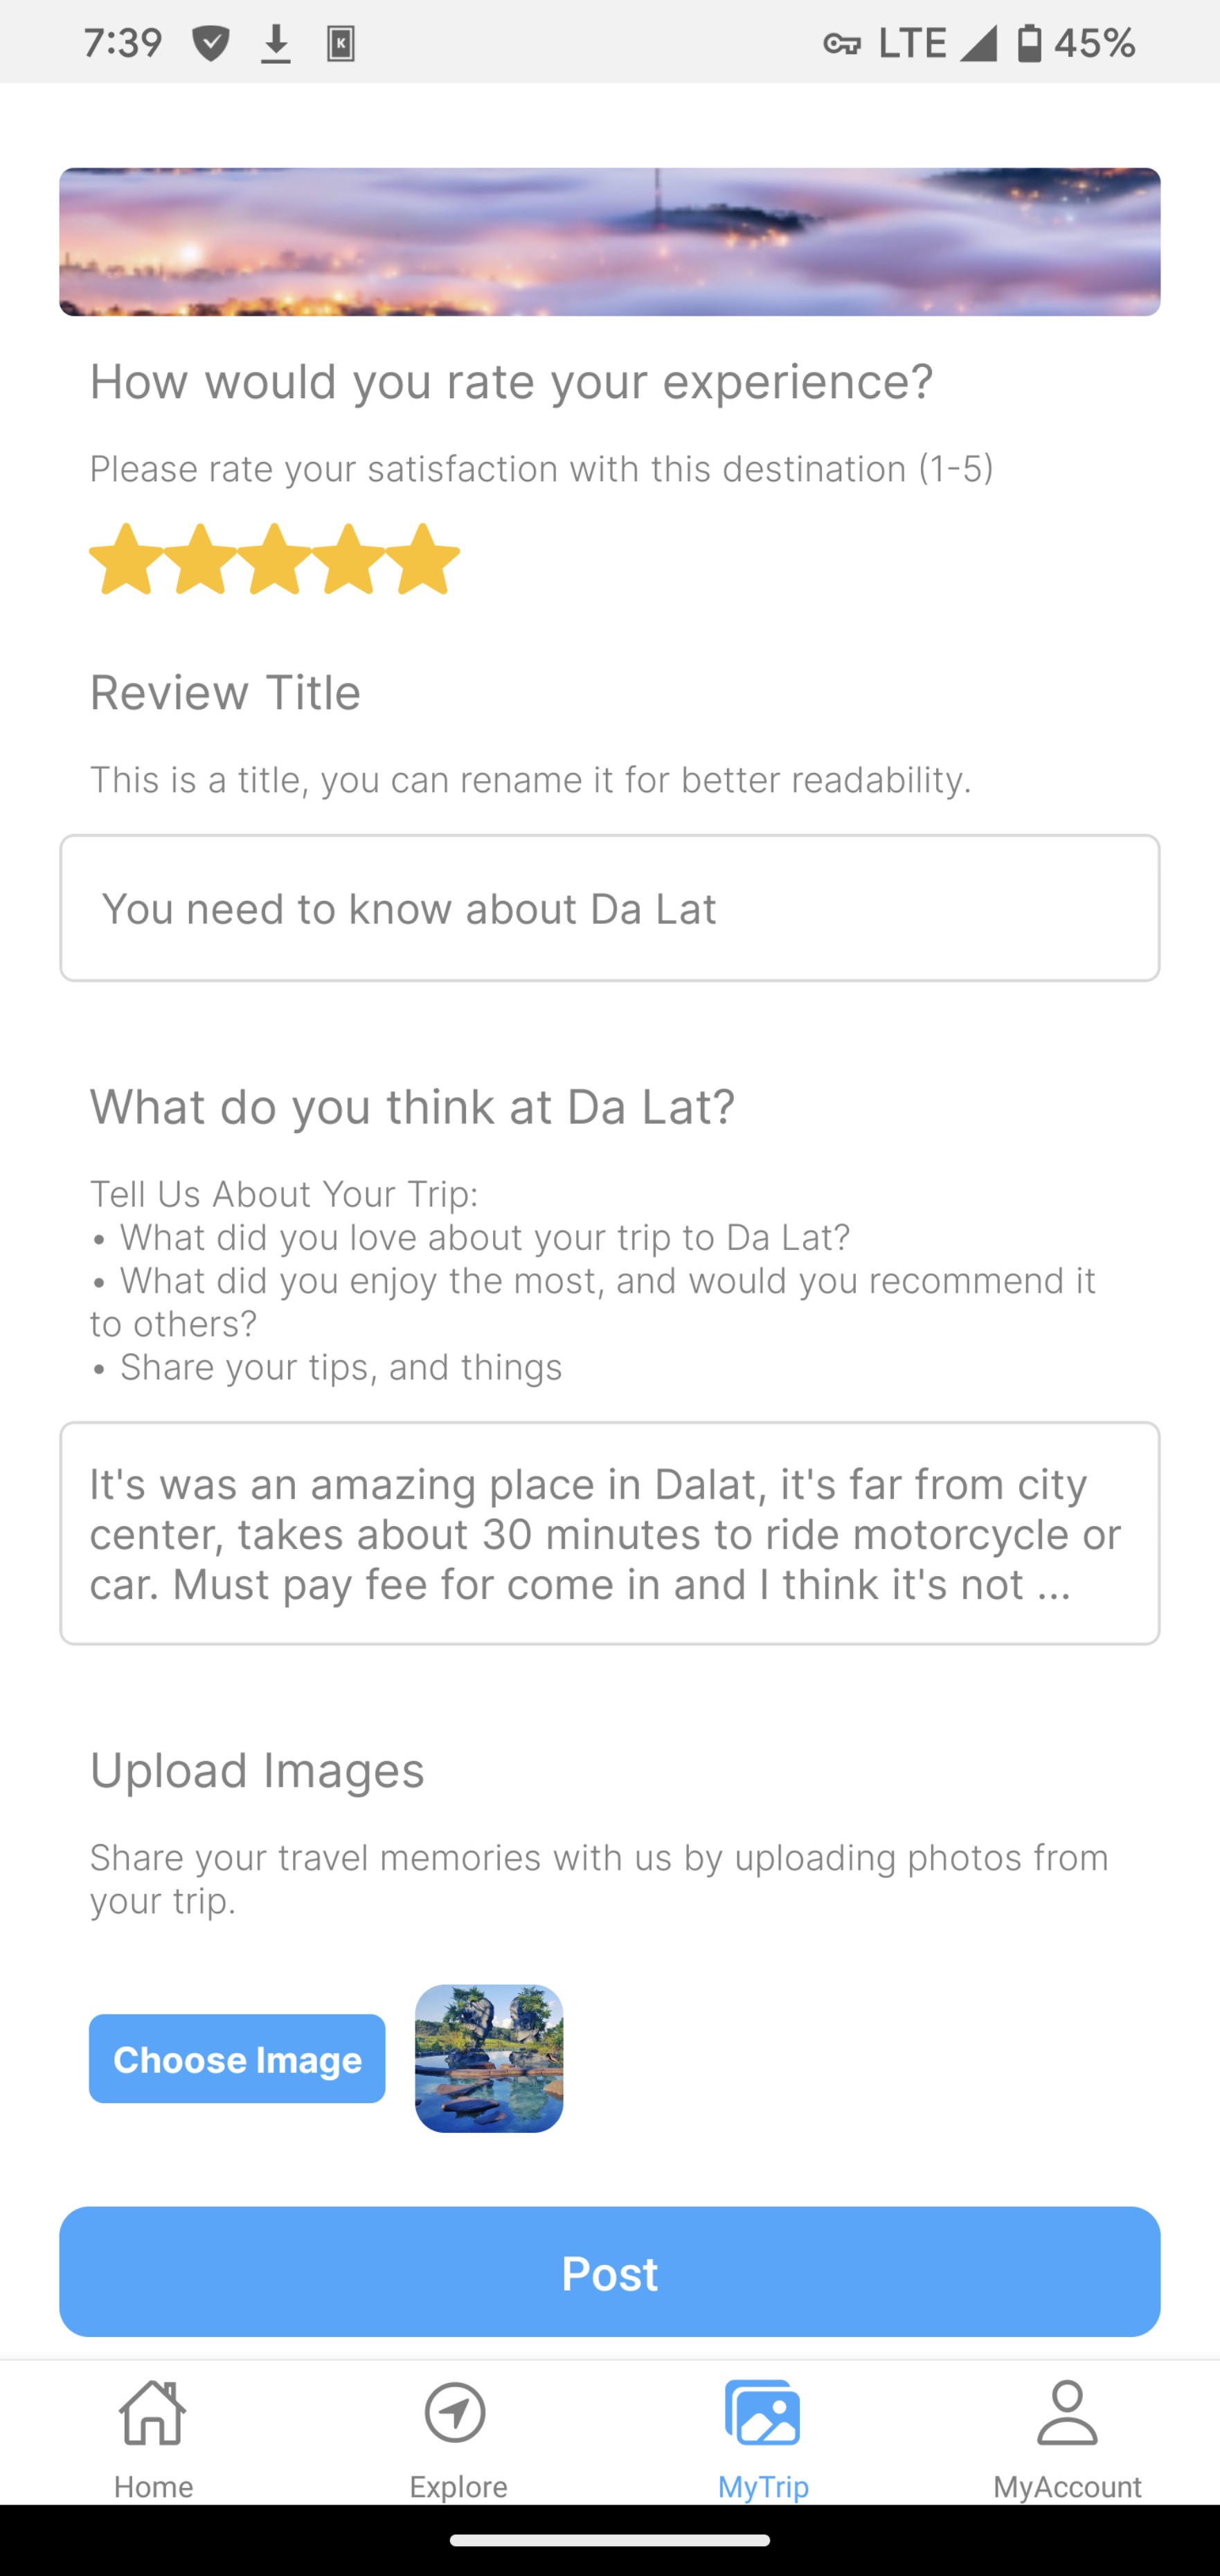 7:39
K
LTE
45%
How would you rate your experience?
Please rate your satisfaction with this destination (1-5)
Review Title
This is a title, you can rename it for better readability.
You need to know about Da Lat
What do you think at Da Lat?
Tell Us About Your Trip:
• What did you love about your trip to Da Lat?
• What did you enjoy the most, and would you recommend it
to others?
• Share your tips, and things
It's was an amazing place in Dalat, it's far from city
center, takes about 30 minutes to ride motorcycle or
car. Must pay fee for come in and I think it's not ...
Upload Images
Share your travel memories with us by uploading photos from
your trip.
Choose Image
Post
Home
Explore
MyTrip
MyAccount